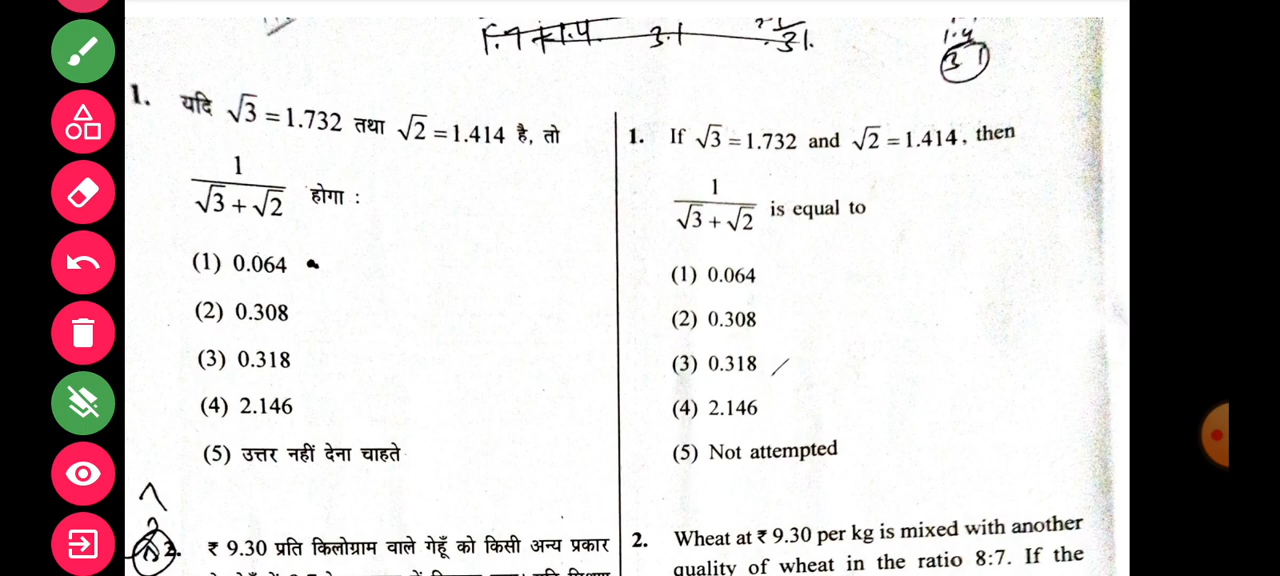 1. यदि √3 = 1.732 तथा √2 = 1.414 है, तो
1/(√3 + √2) होगा :
(1) 0.064
(2) 0.308
(3) 0.318
(4) 2.146
(5) उत्तर नहीं देना चाहते
2. ₹ 9.30 प्रति किलोग्राम वाले गेहूँ को किसी अन्य प्रकार
1. If √3 = 1.732 and √2 = 1.414, then
1/(√3 + √2) is equal to
(1) 0.064
(2) 0.308
(3) 0.318
(4) 2.146
(5) Not attempted
2. Wheat at ₹ 9.30 per kg is mixed with another
quality of wheat in the ratio 8:7. If the